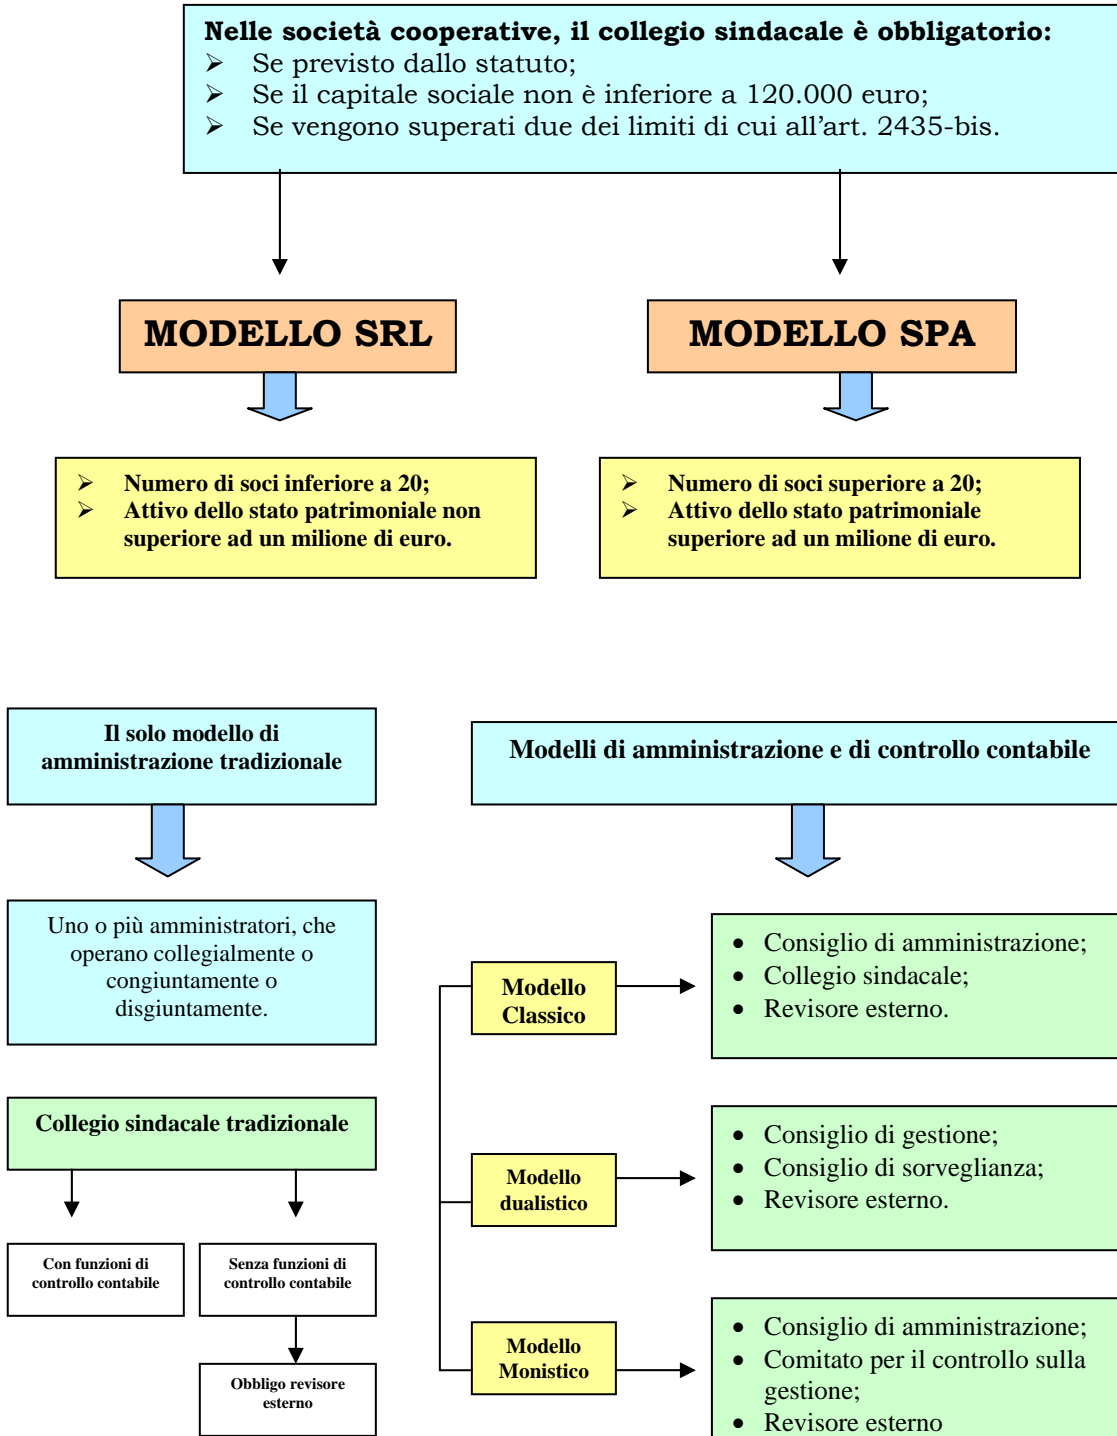 Nelle società cooperative, il collegio sindacale è obbligatorio:
➢ Se previsto dallo statuto;
➢ Se il capitale sociale non è inferiore a 120.000 euro;
➢ Se vengono superati due dei limiti di cui all'art. 2435-bis.
MODELLO SRL
MODELLO SPA
➢ Numero di soci inferiore a 20;
➢ Attivo dello stato patrimoniale non
superiore ad un milione di euro.
➢ Numero di soci superiore a 20;
➢ Attivo dello stato patrimoniale
superiore ad un milione di euro.
Il solo modello di
amministrazione tradizionale
Modelli di amministrazione e di controllo contabile
Uno o più amministratori, che
operano collegialmente o
congiuntamente o
disgiuntamente.
Collegio sindacale tradizionale
Con funzioni di
controllo contabile
Senza funzioni di
controllo contabile
Obbligo revisore
esterno
Modello
Classico
• Consiglio di amministrazione;
• Collegio sindacale;
• Revisore esterno.
Modello
dualistico
• Consiglio di gestione;
• Consiglio di sorveglianza;
• Revisore esterno.
Modello
Monistico
• Consiglio di amministrazione;
• Comitato per il controllo sulla
gestione;
• Revisore esterno